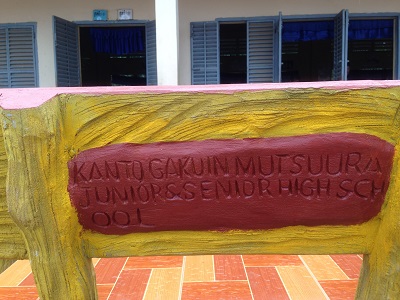 KANTO GAKUIN MUTSUURA
JUNIOR & SENIOR HIGH SCH
OOL